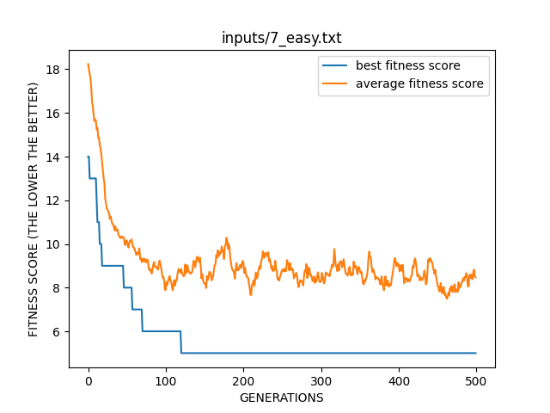 inputs/7_easy.txt
best fitness score
average fitness score
FITNESS SCORE (THE LOWER THE BETTER)
18
16
14
12
10
8
6
0 100 200 300 400 500
GENERATIONS